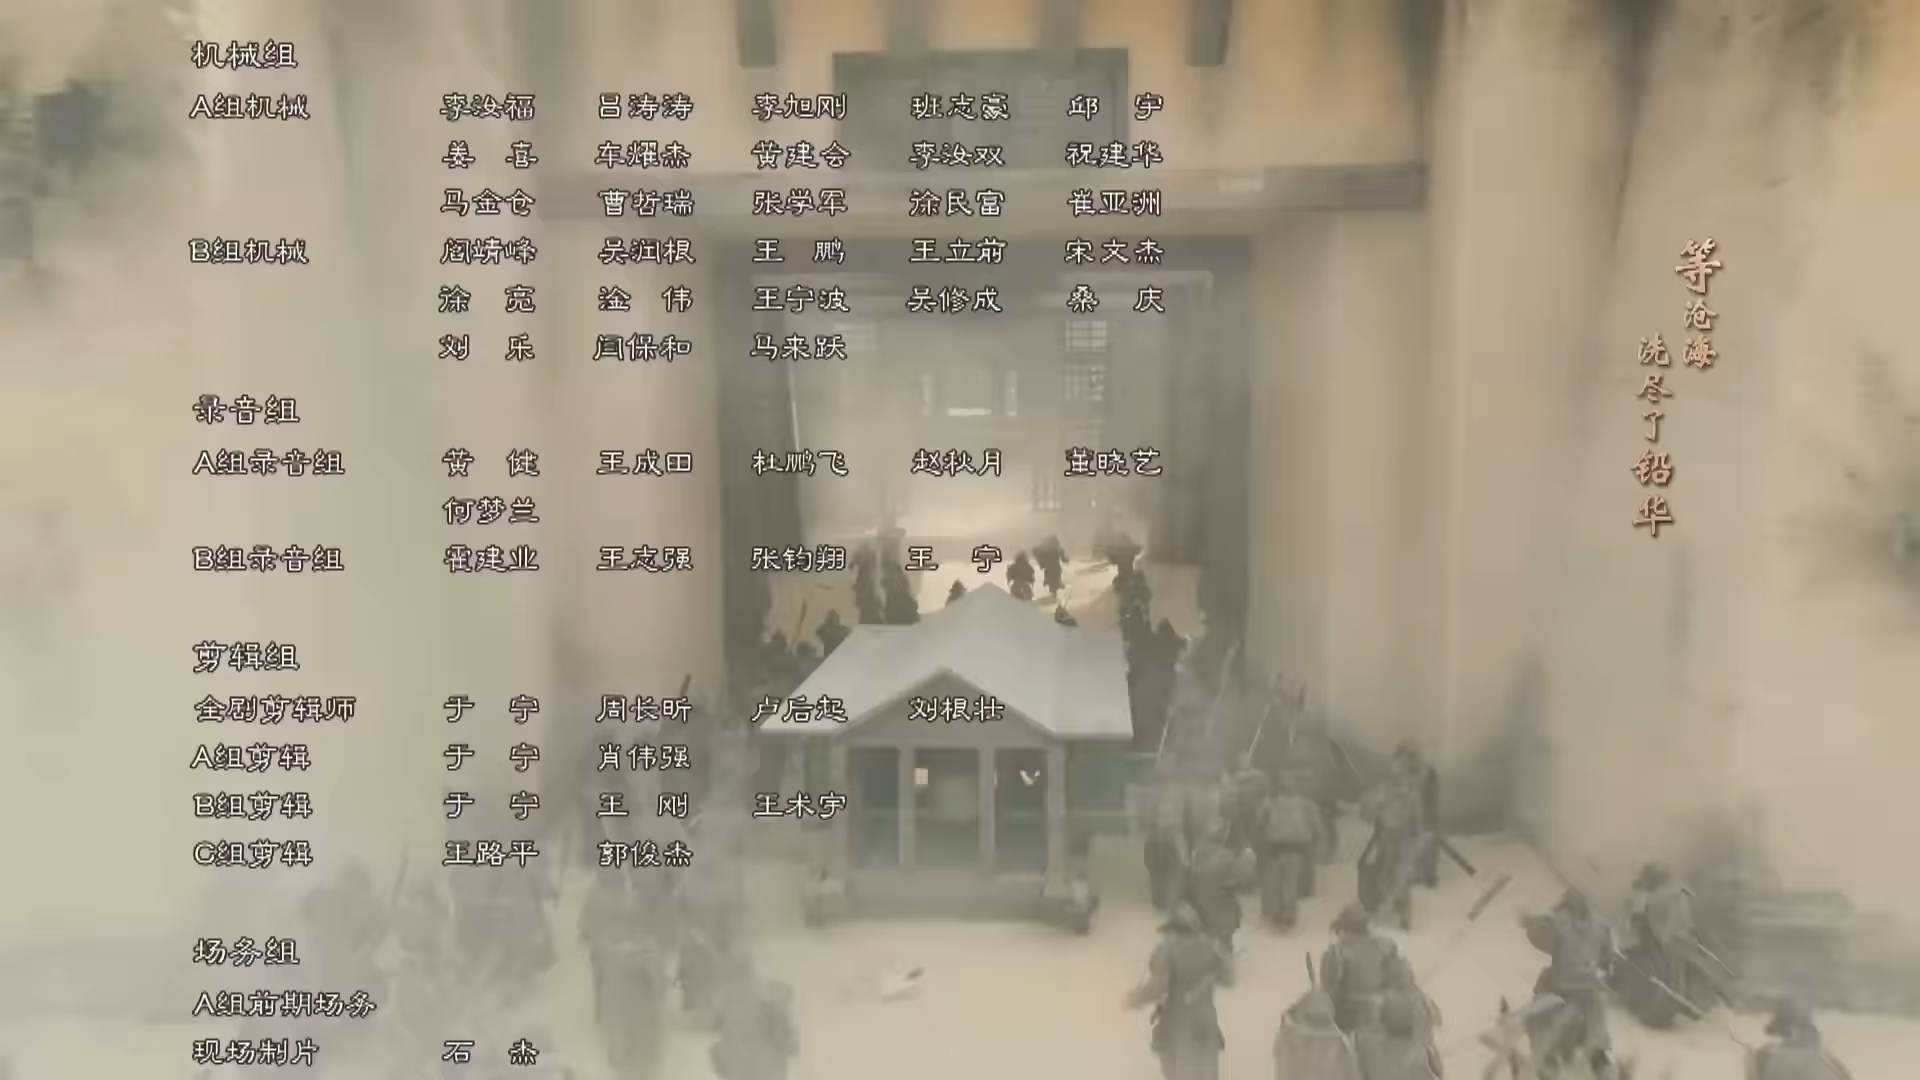 机械组
A组机械 李汝福 吕涛涛 李旭刚 班志豪 邱 宇
姜 喜 车耀杰 黄建会 李汝双 祝建华
马金仓 曹哲瑞 张学军 徐民富 崔亚洲
B组机械 阎靖峰 吴润根 王 鹏 王立前 宋文杰
涂 亮 淦 伟 王宁波 吴修成 桑 庆
刘 乐 闫保和 马来跃
录音组
A组录音组 黄 健 王成田 杜鹏飞 赵秋月 董晓艺
何梦兰
B组录音组 霍建业 王志强 张钧翔 王 宁
剪辑组
全剧剪辑师 于 宁 周长昕 卢后起 刘根壮
A组剪辑 于 宁 肖伟强
B组剪辑 于 宁 王 刚 王术宇
C组剪辑 王路平 郭俊杰
场务组
A组前期场务
现场制片 石 杰
等沧海
洗尽了铅华